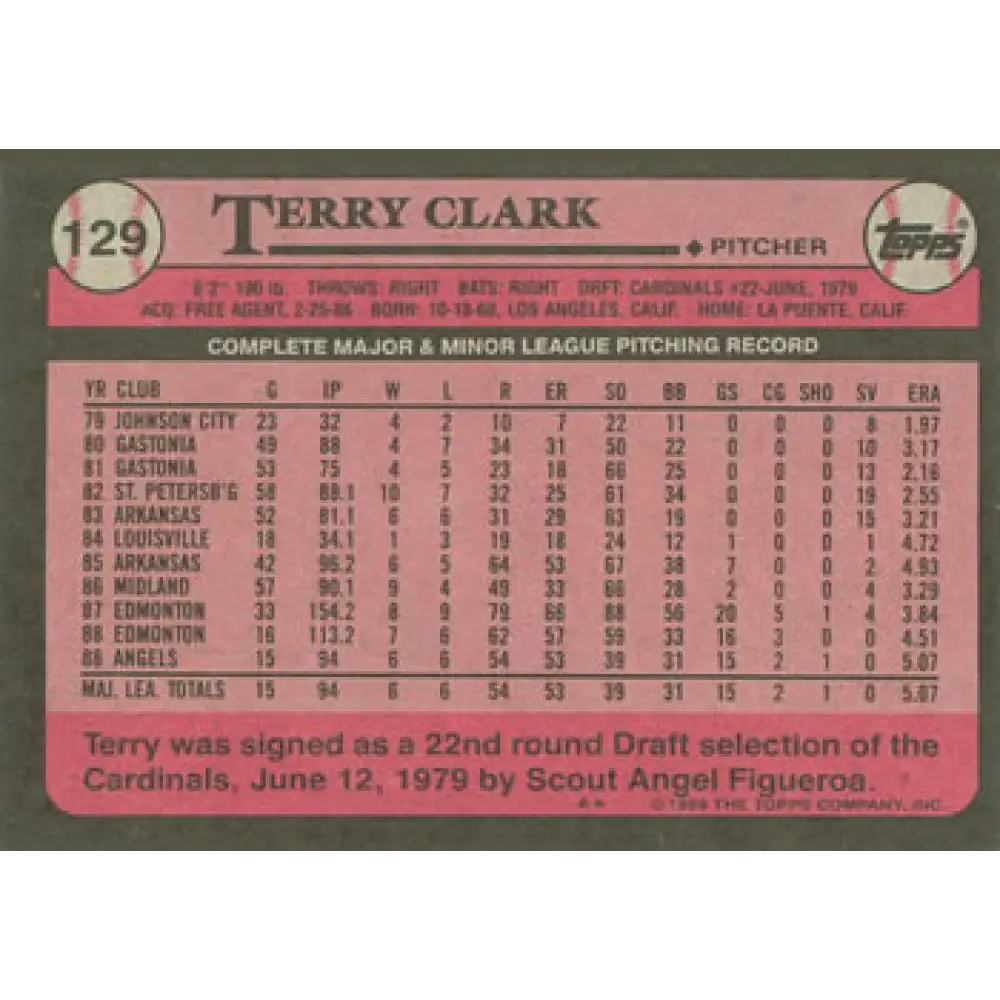 129
TERRY CLARK
PITCHER
Topps®
6'2" 190 lb. THROWS: RIGHT BATS: RIGHT DRFT: CARDINALS #22-JUNE, 1979
ACQ: FREE AGENT, 2-25-86 BORN: 10-18-60, LOS ANGELES, CALIF. HOME: LA PUENTE, CALIF.
COMPLETE MAJOR & MINOR LEAGUE PITCHING RECORD
YR CLUB G IP W L R ER SO BB GS CG SHO SV ERA
79 JOHNSON CITY 23 32 4 2 10 7 22 11 0 0 0 8 1.97
80 GASTONIA 49 88 4 7 34 31 50 22 0 0 0 10 3.17
81 GASTONIA 53 75 4 5 23 18 66 25 0 0 0 13 2.16
82 ST. PETERSB'G 58 88.1 10 7 32 25 61 34 0 0 0 19 2.55
83 ARKANSAS 52 81.1 6 6 31 29 63 19 0 0 0 15 3.21
84 LOUISVILLE 18 34.1 1 3 19 18 24 12 1 0 0 1 4.72
85 ARKANSAS 42 96.2 6 5 64 53 67 38 7 0 0 2 4.93
86 MIDLAND 57 90.1 9 4 49 33 66 28 2 0 0 4 3.29
87 EDMONTON 33 154.2 8 9 79 66 88 56 20 5 1 4 3.84
88 EDMONTON 16 113.2 7 6 62 57 59 33 16 3 0 0 4.51
88 ANGELS 15 94 6 6 54 53 39 31 15 2 1 0 5.07
MAJ. LEA. TOTALS 15 94 6 6 54 53 39 31 15 2 1 0 5.07
Terry was signed as a 22nd round Draft selection of the
Cardinals, June 12, 1979 by Scout Angel Figueroa.
** © 1989 THE TOPPS COMPANY, INC.